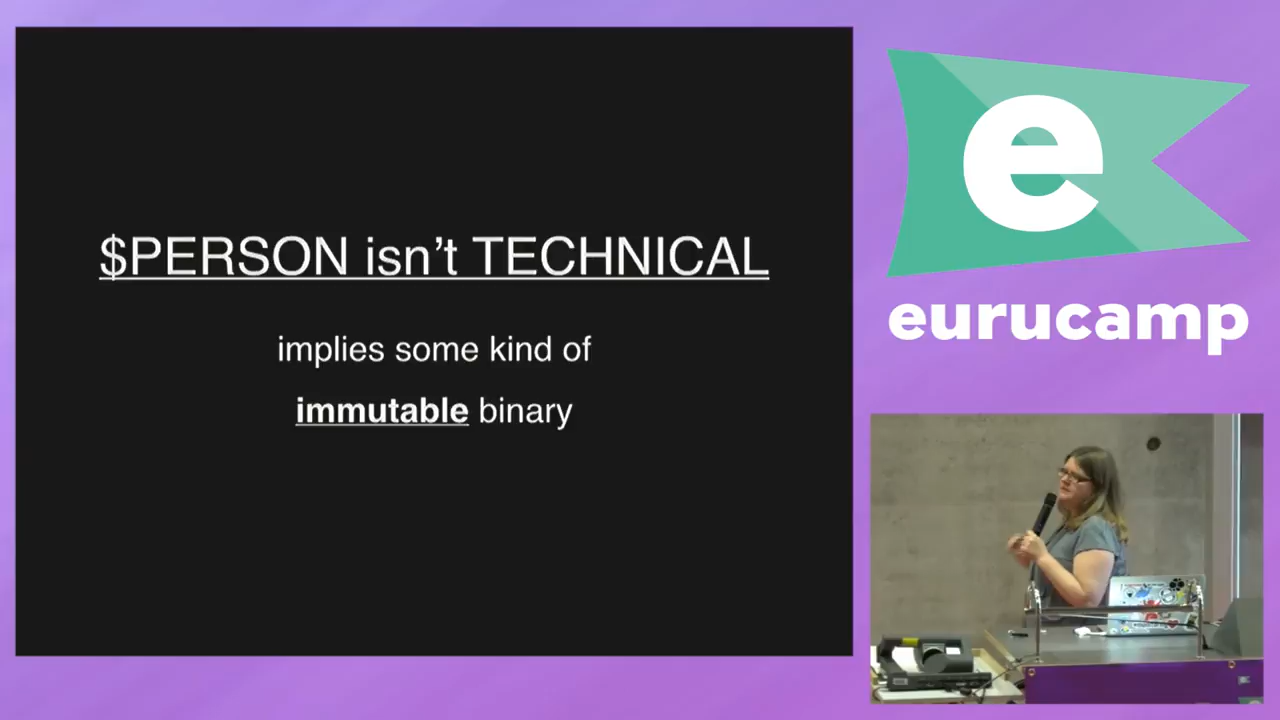 $PERSON isn’t TECHNICAL
implies some kind of
immutable binary
e
eurucamp